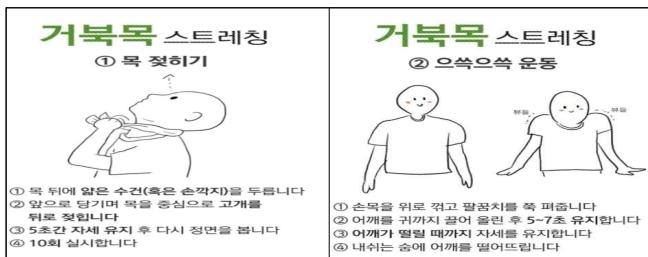 거북목 스트레칭
① 목 젖히기
① 목 뒤에 얇은 수건(혹은 손깍지)을 두릅니다
② 앞으로 당기며 목을 중심으로 고개를
뒤로 젖힙니다
③ 5초간 자세 유지 후 다시 정면을 봅니다
④ 10회 실시합니다
거북목 스트레칭
② 으쓱으쓱 운동
부들
부들
① 손목을 위로 꺾고 팔꿈치를 쭉 펴줍니다
② 어깨를 귀까지 끌어 올린 후 5~7초 유지합니다
③ 어깨가 떨릴 때까지 자세를 유지합니다
④ 내쉬는 숨에 어깨를 떨어뜨립니다